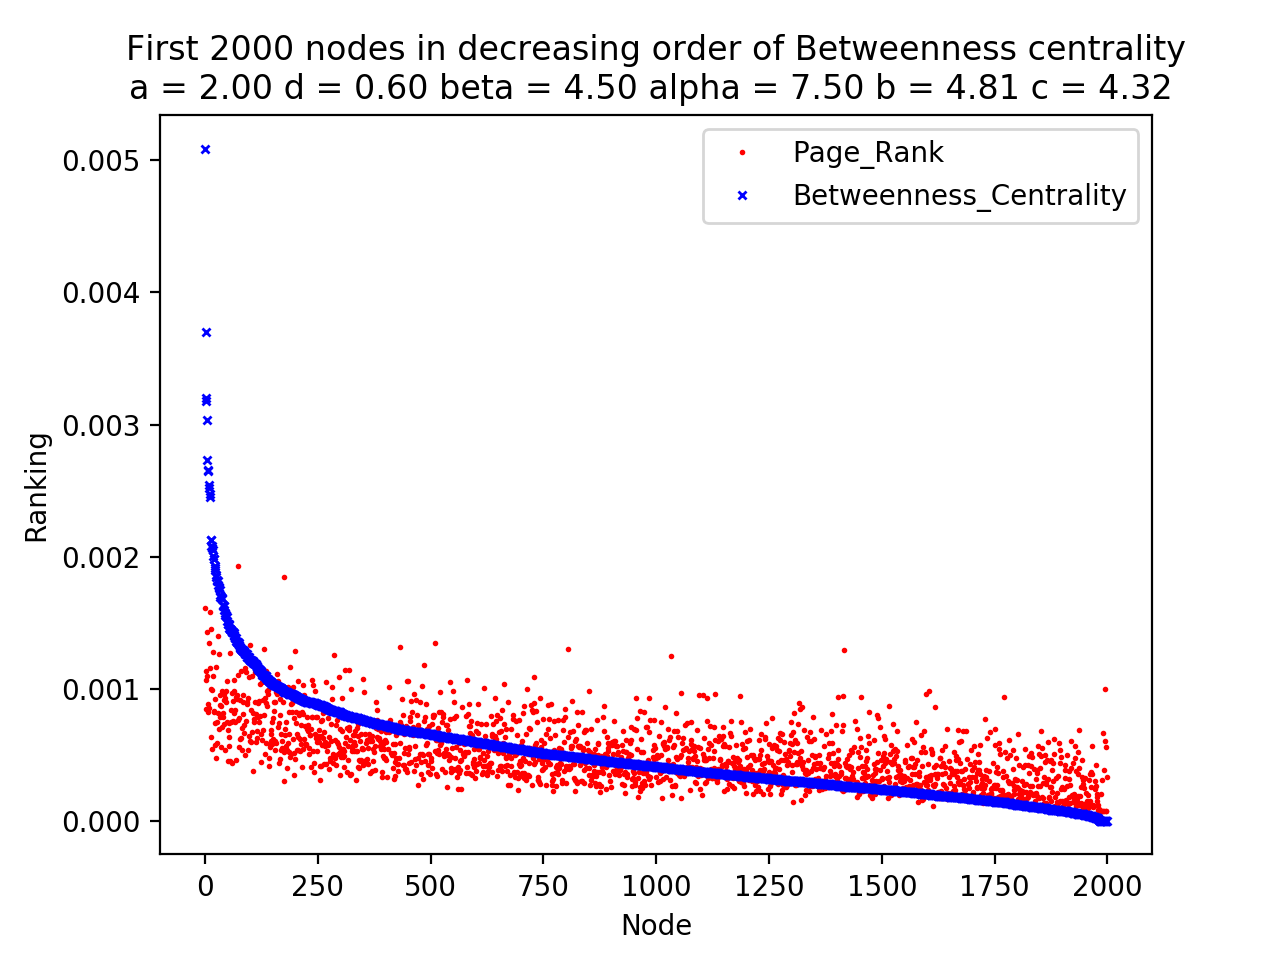 First 2000 nodes in decreasing order of Betweenness centrality
a = 2.00 d = 0.60 beta = 4.50 alpha = 7.50 b = 4.81 c = 4.32
Page_Rank
Betweenness_Centrality
0.005
0.004
0.003
0.002
0.001
0.000
Ranking
0 250 500 750 1000 1250 1500 1750 2000
Node